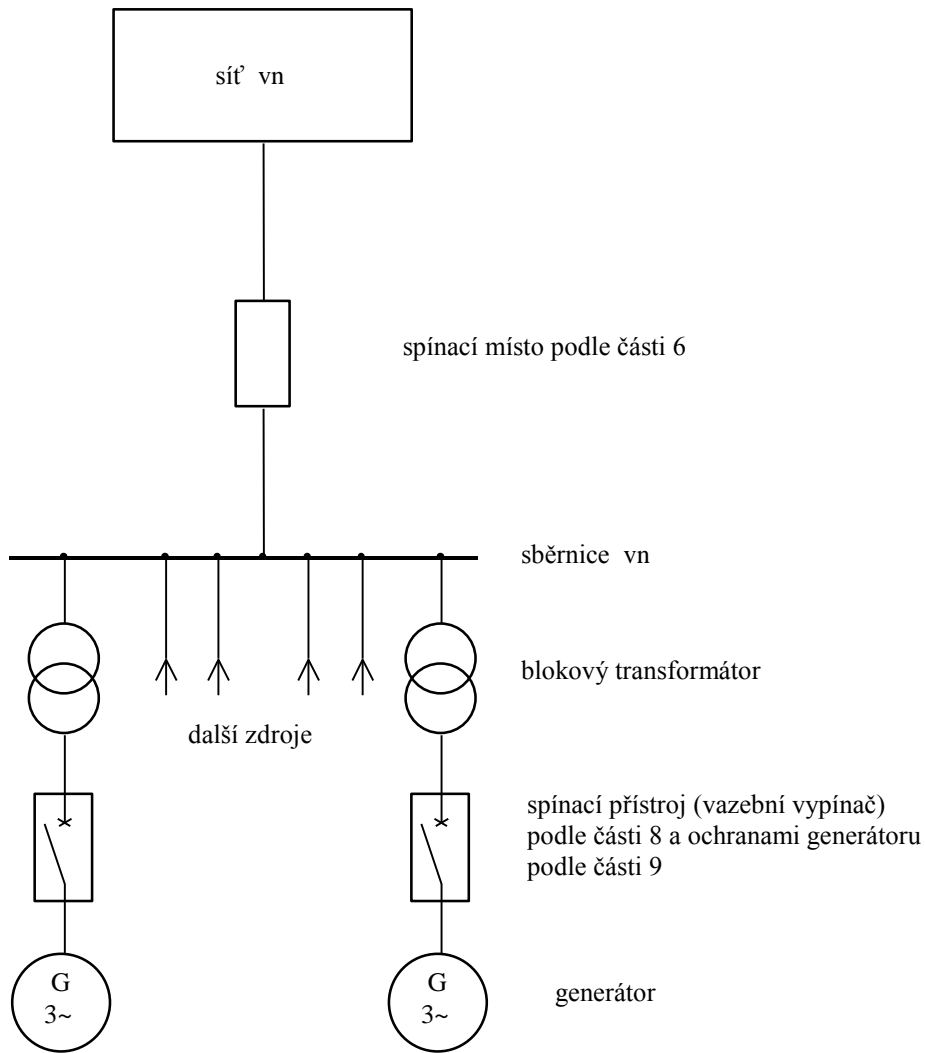 síť vn
spínací místo podle části 6
sběrnice vn
blokový transformátor
další zdroje
spínací přístroj (vazební vypínač)
podle části 8 a ochranami generátoru
podle části 9
G
3~
G
3~
generátor